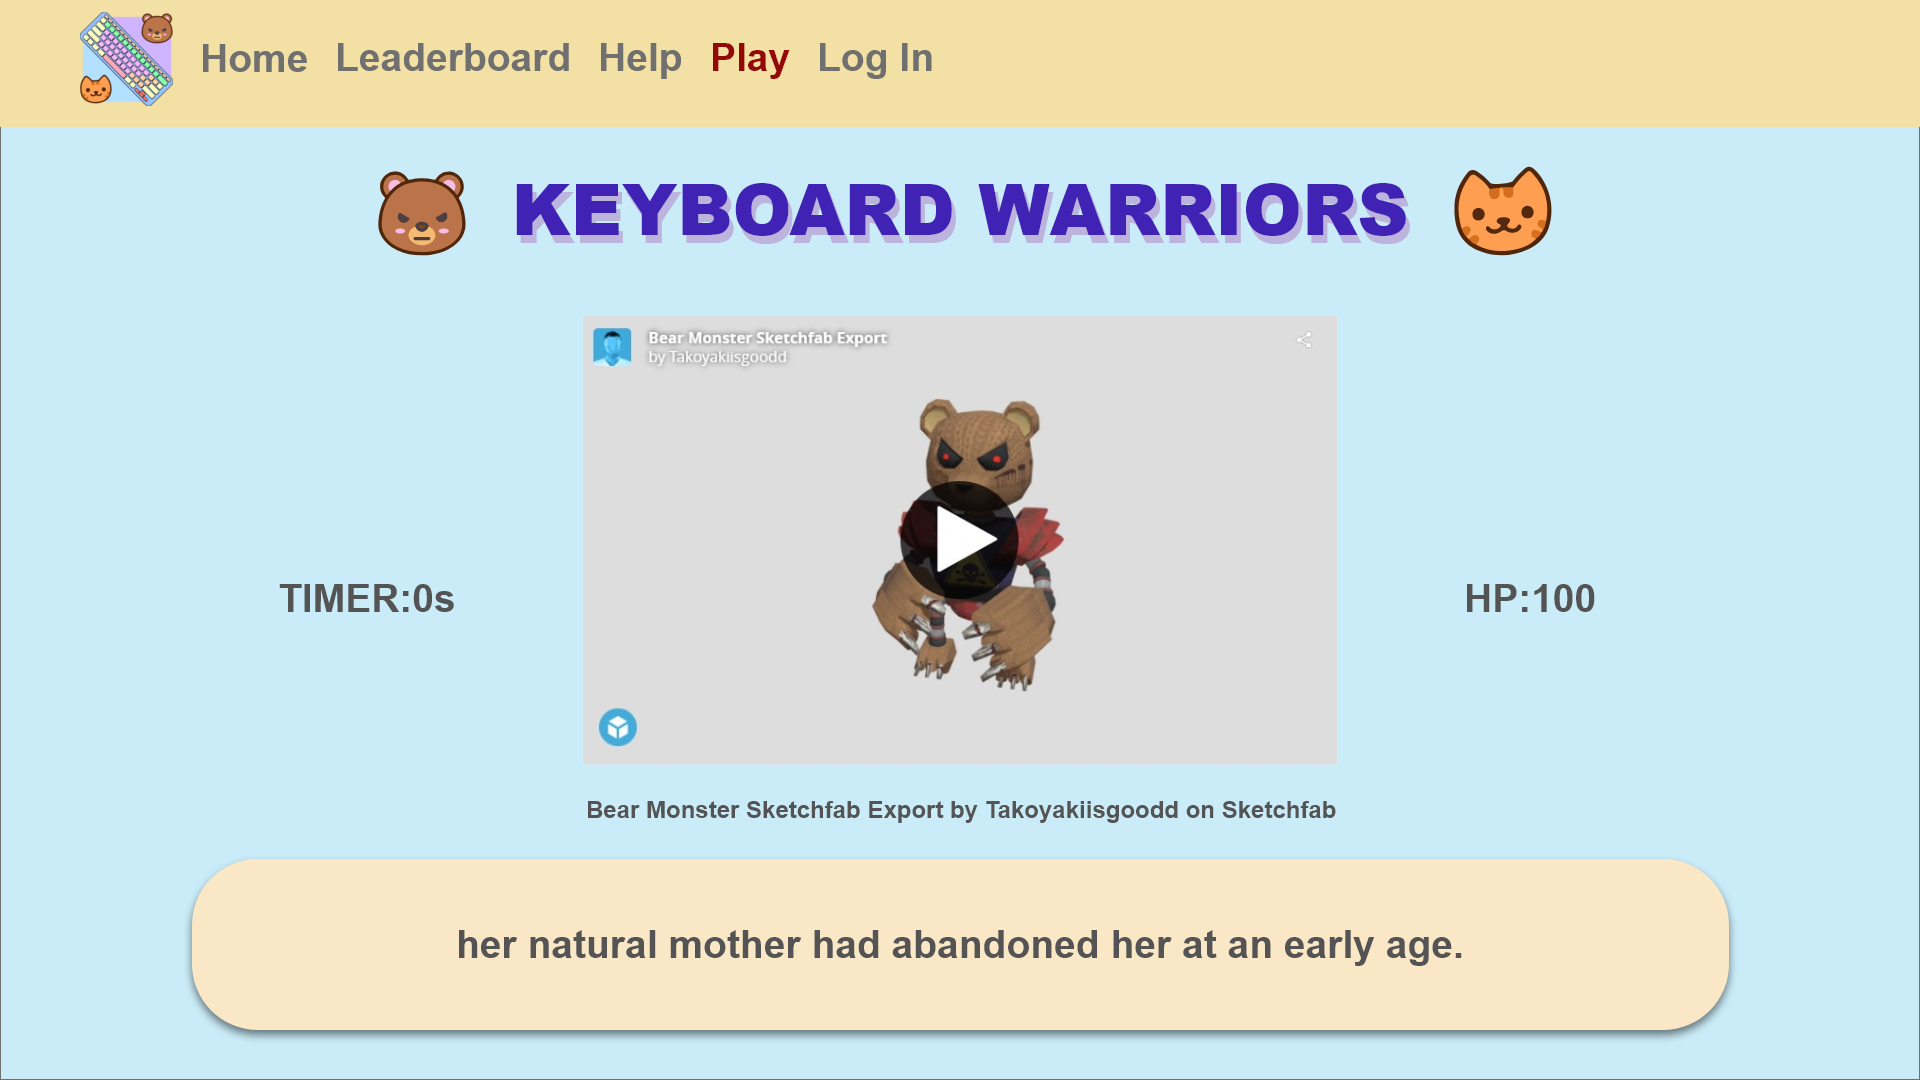 Home Leaderboard Help Play Log In
KEYBOARD WARRIORS
Bear Monster Sketchfab Export
by Takoyakiisgoodd
TIMER:0s
HP:100
Bear Monster Sketchfab Export by Takoyakiisgoodd on Sketchfab
her natural mother had abandoned her at an early age.